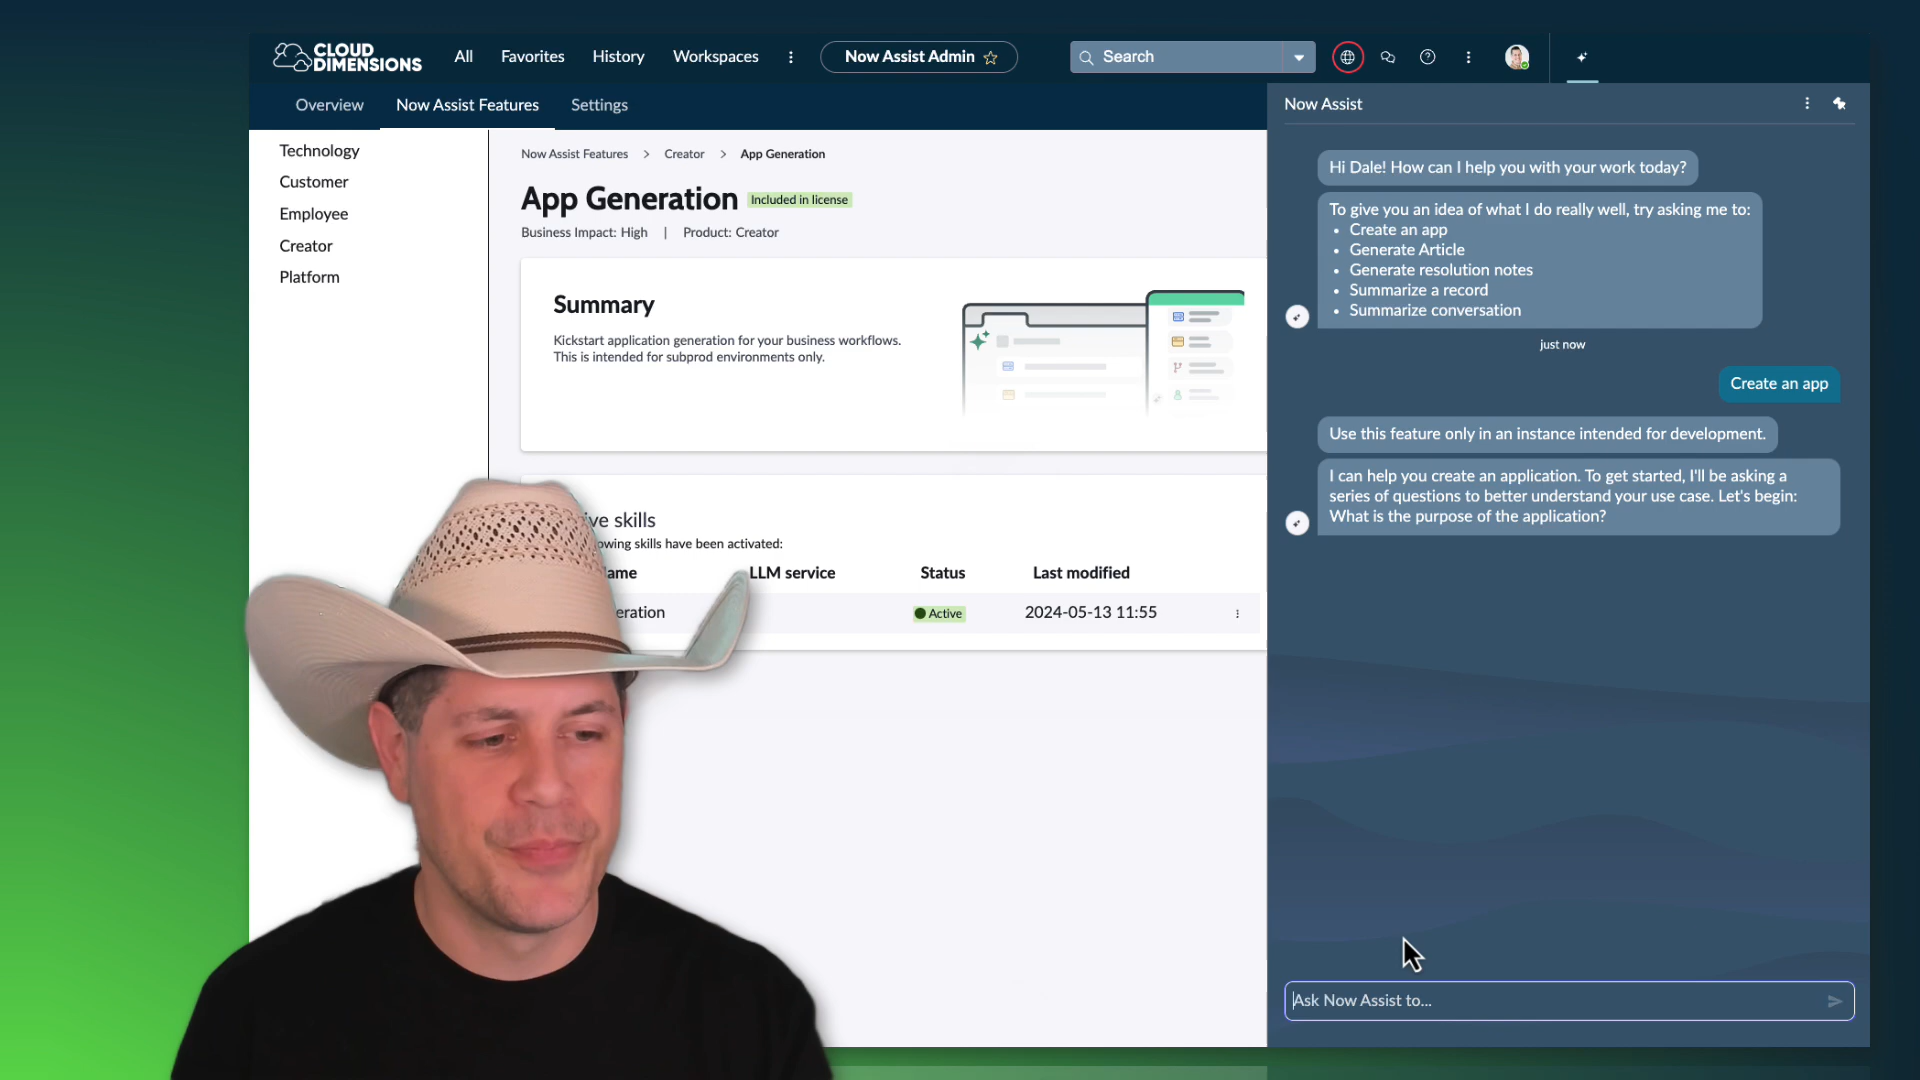 CLOUD DIMENSIONS
All Favorites History Workspaces Now Assist Admin Search
Overview Now Assist Features Settings
Technology
Customer
Employee
Creator
Platform
Now Assist Features > Creator > App Generation
App Generation Included in license
Business Impact: High | Product: Creator
Summary
Kickstart application generation for your business workflows.
This is intended for subprod environments only.
skills
skills have been activated:
LLM service Status Last modified
Active 2024-05-13 11:55
Now Assist
Hi Dale! How can I help you with your work today?
To give you an idea of what I do really well, try asking me to:
• Create an app
• Generate Article
• Generate resolution notes
• Summarize a record
• Summarize conversation
just now
Create an app
Use this feature only in an instance intended for development.
I can help you create an application. To get started, I'll be asking a
series of questions to better understand your use case. Let's begin:
What is the purpose of the application?
Ask Now Assist to...